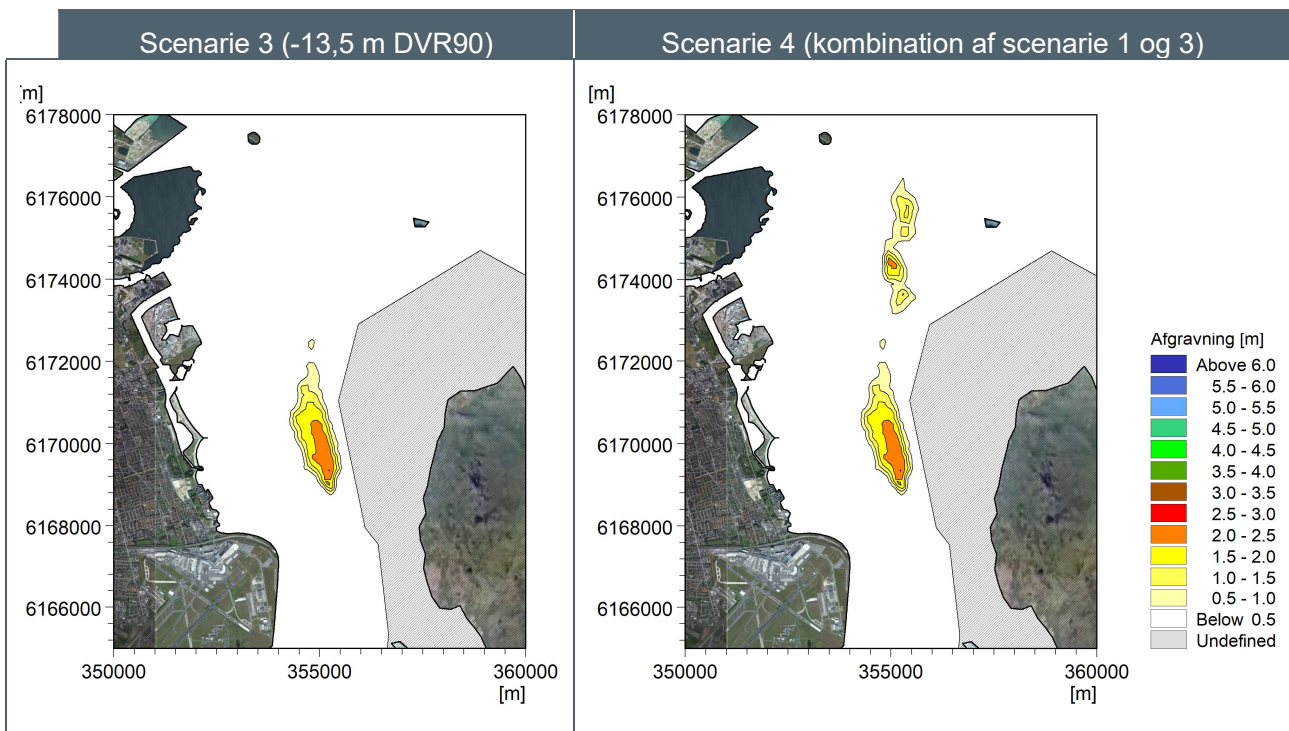 Scenarie 3 (-13,5 m DVR90)
Scenarie 4 (kombination af scenarie 1 og 3)
[m]
6178000
6176000
6174000
6172000
6170000
6168000
6166000
350000
355000
360000
[m]
[m]
6178000
6176000
6174000
6172000
6170000
6168000
6166000
350000
355000
360000
[m]
Afgravning [m]
Above 6.0
5.5 - 6.0
5.0 - 5.5
4.5 - 5.0
4.0 - 4.5
3.5 - 4.0
3.0 - 3.5
2.5 - 3.0
2.0 - 2.5
1.5 - 2.0
1.0 - 1.5
0.5 - 1.0
Below 0.5
Undefined